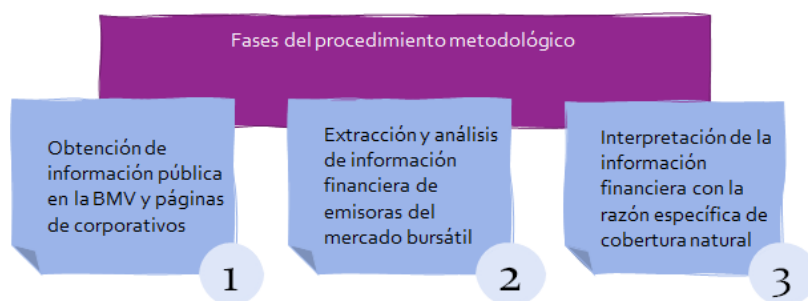 Fases del procedimiento metodológico
Obtención de
información pública
en la BMV y páginas
de corporativos
1
Extracción y análisis
de información
financiera de
emisoras del
mercado bursátil
2
Interpretación de la
información
financiera con la
razón específica de
cobertura natural
3